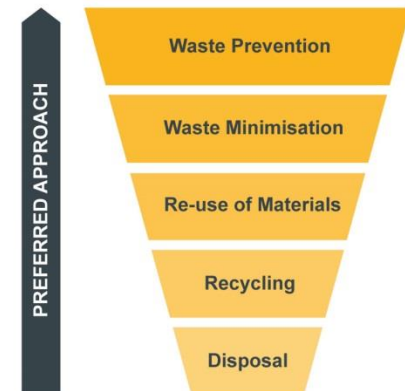 PREFERRED APPROACH
Waste Prevention
Waste Minimisation
Re-use of Materials
Recycling
Disposal